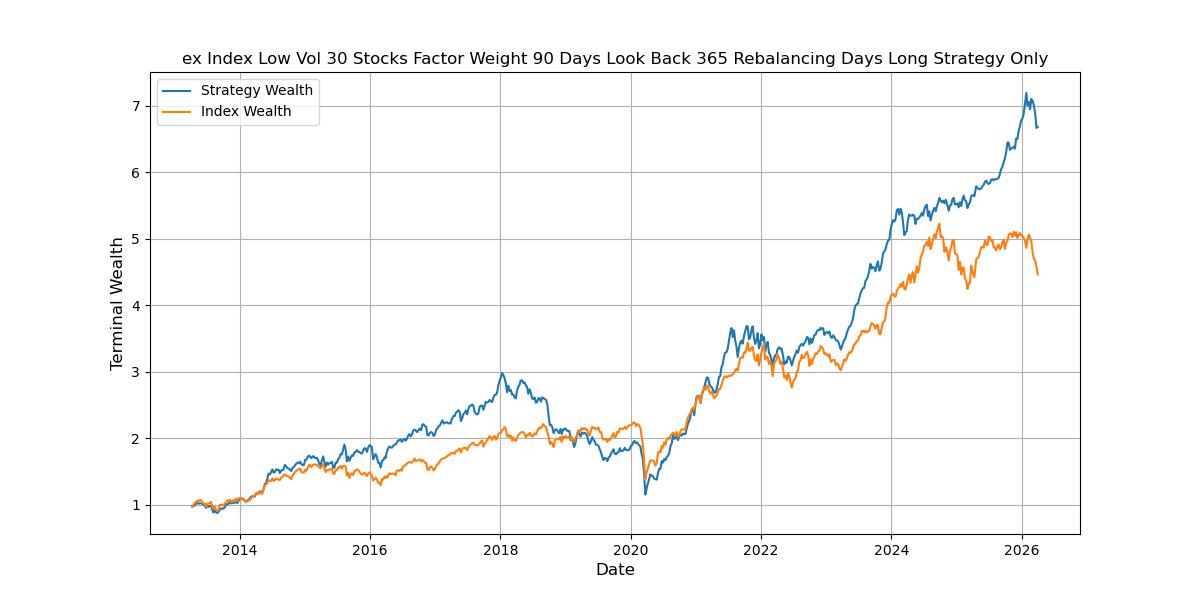 ex Index Low Vol 30 Stocks Factor Weight 90 Days Look Back 365 Rebalancing Days Long Strategy Only
Strategy Wealth
Index Wealth
Terminal Wealth
7
6
5
4
3
2
1
2014 2016 2018 2020 2022 2024 2026
Date